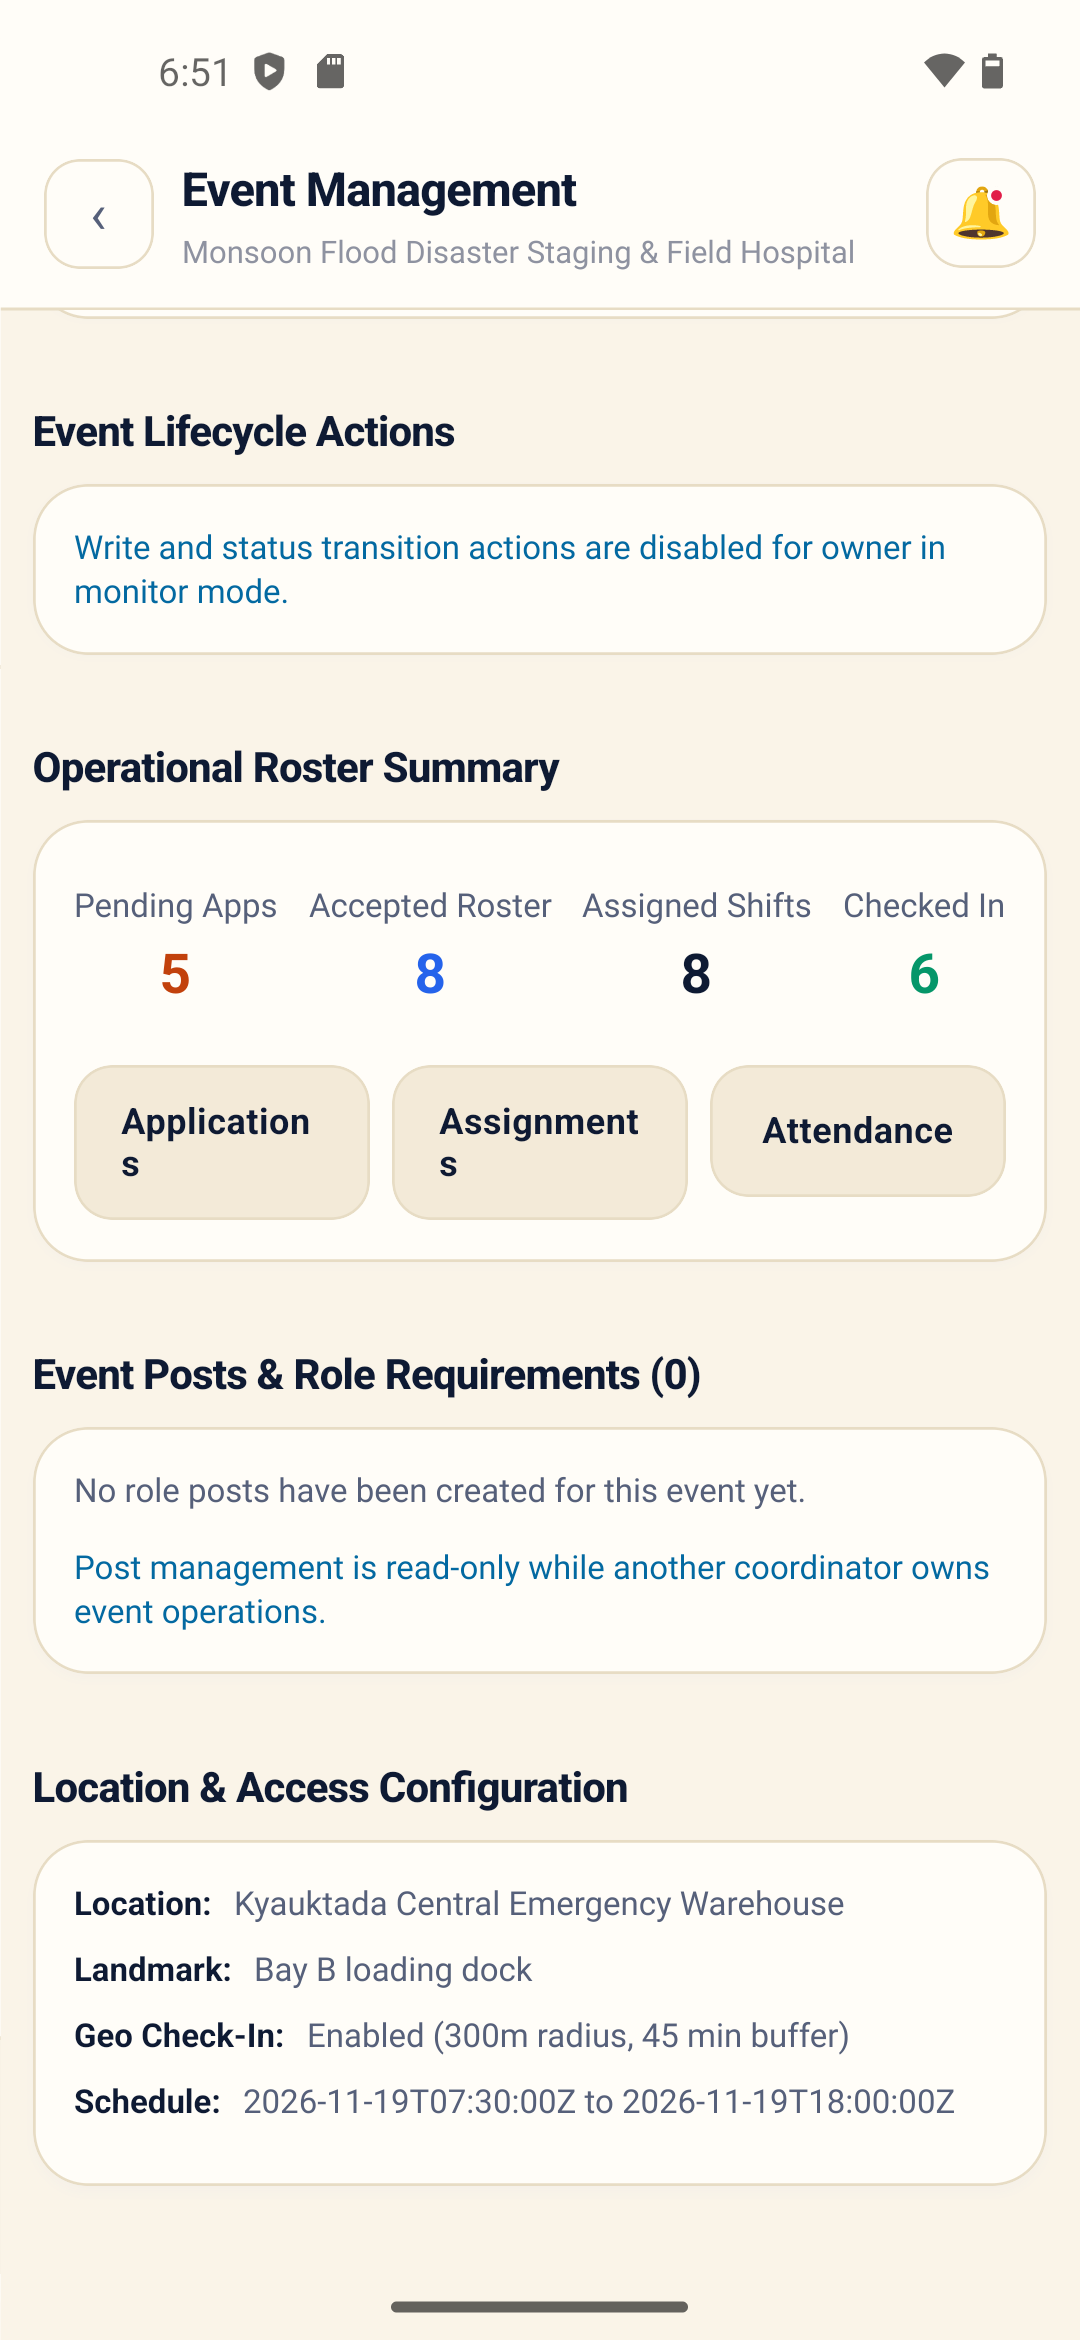 6:51
Event Management
Monsoon Flood Disaster Staging & Field Hospital
Event Lifecycle Actions
Write and status transition actions are disabled for owner in
monitor mode.
Operational Roster Summary
Pending Apps Accepted Roster Assigned Shifts Checked In
5 8 8 6
Application
s
Assignment
s
Attendance
Event Posts & Role Requirements (0)
No role posts have been created for this event yet.
Post management is read-only while another coordinator owns
event operations.
Location & Access Configuration
Location: Kyauktada Central Emergency Warehouse
Landmark: Bay B loading dock
Geo Check-In: Enabled (300m radius, 45 min buffer)
Schedule: 2026-11-19T07:30:00Z to 2026-11-19T18:00:00Z